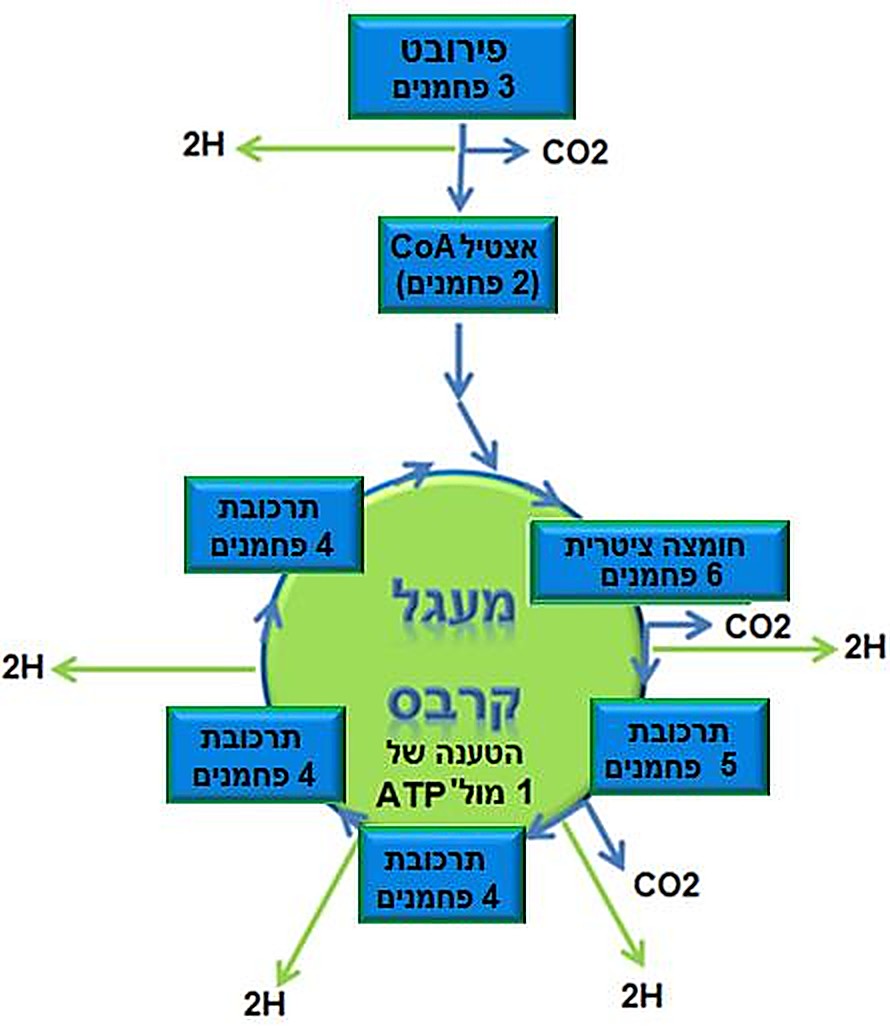 פירובט
3 פחמנים
2H
CO2
אצטיל CoA
(2 פחמנים)
תרכובת
4 פחמנים
חומצה ציטרית
6 פחמנים
מעגל
קרבס
הטענה של
1 מול' ATP
CO2
2H
2H
תרכובת
5 פחמנים
תרכובת
4 פחמנים
תרכובת
4 פחמנים
CO2
2H
2H